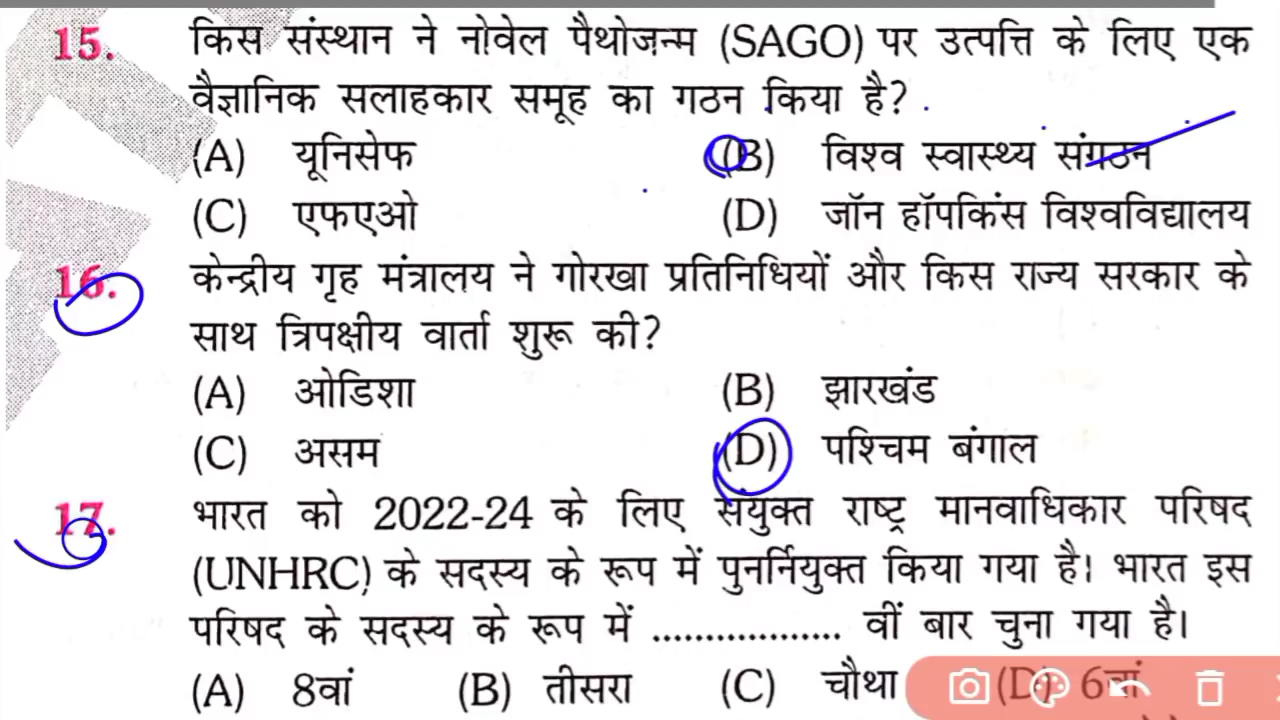 15. किस संस्थान ने नोवेल पैथोजन्म (SAGO) पर उत्पत्ति के लिए एक
वैज्ञानिक सलाहकार समूह का गठन किया है?
(A) यूनिसेफ (B) विश्व स्वास्थ्य संगठन
(C) एफएओ (D) जॉन हॉपकिंस विश्वविद्यालय
16. केन्द्रीय गृह मंत्रालय ने गोरखा प्रतिनिधियों और किस राज्य सरकार के
साथ त्रिपक्षीय वार्ता शुरू की?
(A) ओडिशा (B) झारखंड
(C) असम (D) पश्चिम बंगाल
17. भारत को 2022-24 के लिए संयुक्त राष्ट्र मानवाधिकार परिषद
(UNHRC) के सदस्य के रूप में पुनर्नियुक्त किया गया है। भारत इस
परिषद के सदस्य के रूप में ................... वीं बार चुना गया है।
(A) 8वां (B) तीसरा (C) चौथा (D) 6वां